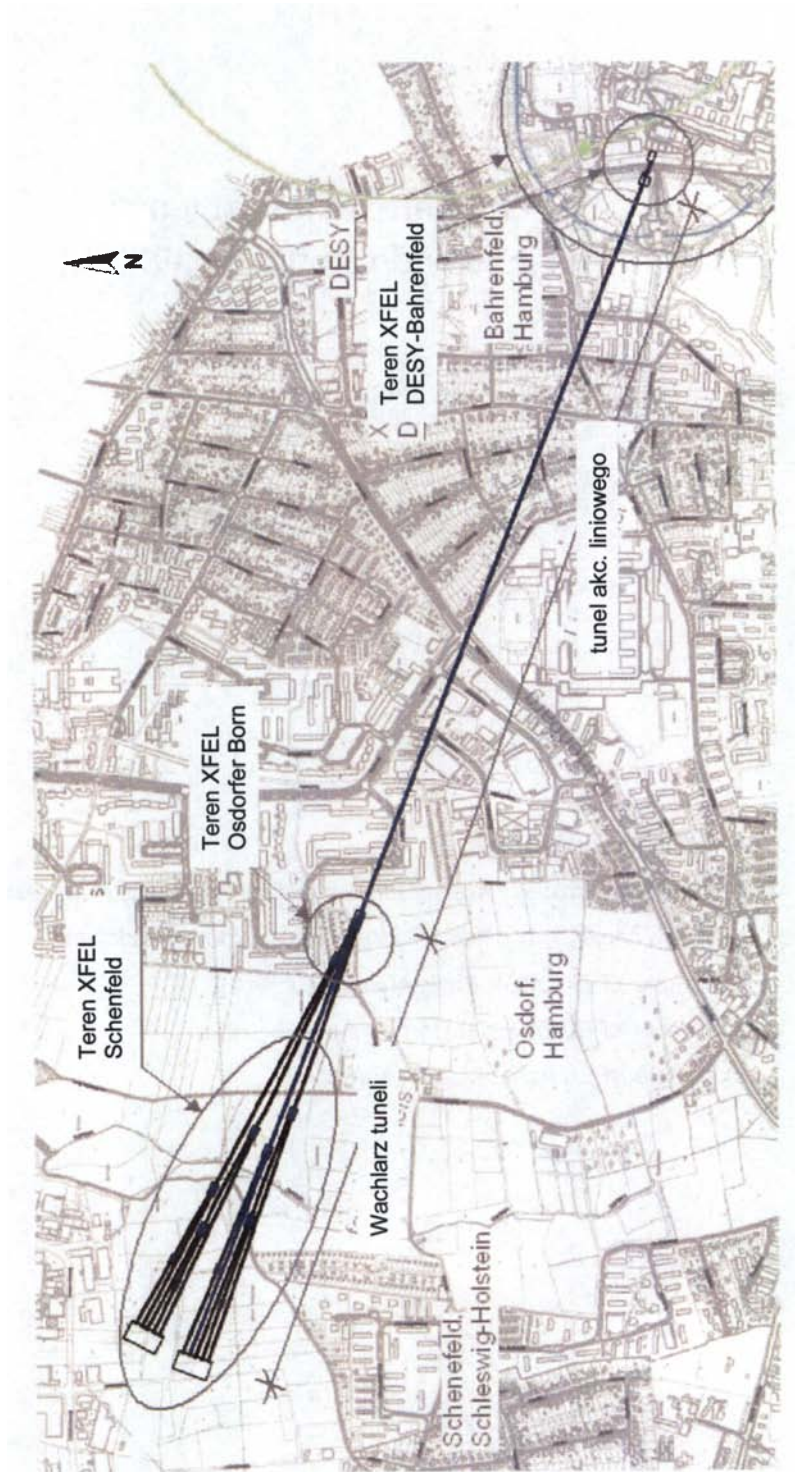 N
DESY
X
D
Teren XFEL
DESY-Bahrenfeld
Bahrenfeld,
Hamburg
tunel akc. liniowego
Teren XFEL
Osdorfer Born
Teren XFEL
Schenfeld
Osdorf,
Hamburg
Wachlarz tuneli
Schenefeld,
Schleswig-Holstein